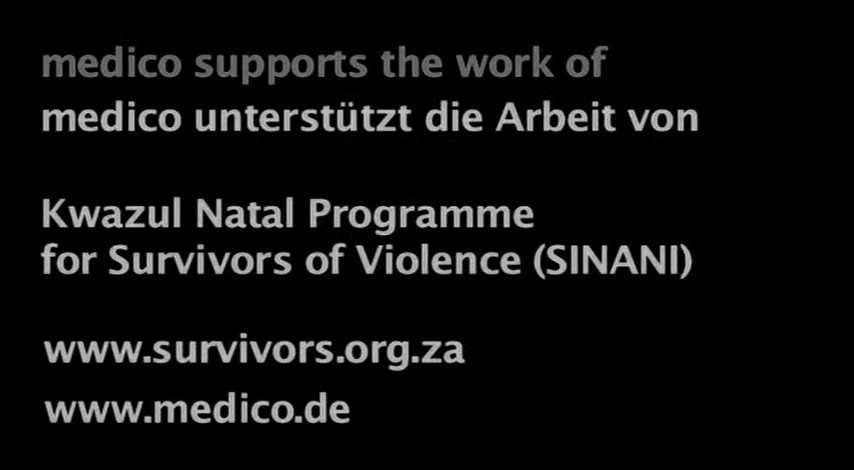 medico supports the work of
medico unterstützt die Arbeit von
Kwazul Natal Programme
for Survivors of Violence (SINANI)
www.survivors.org.za
www.medico.de